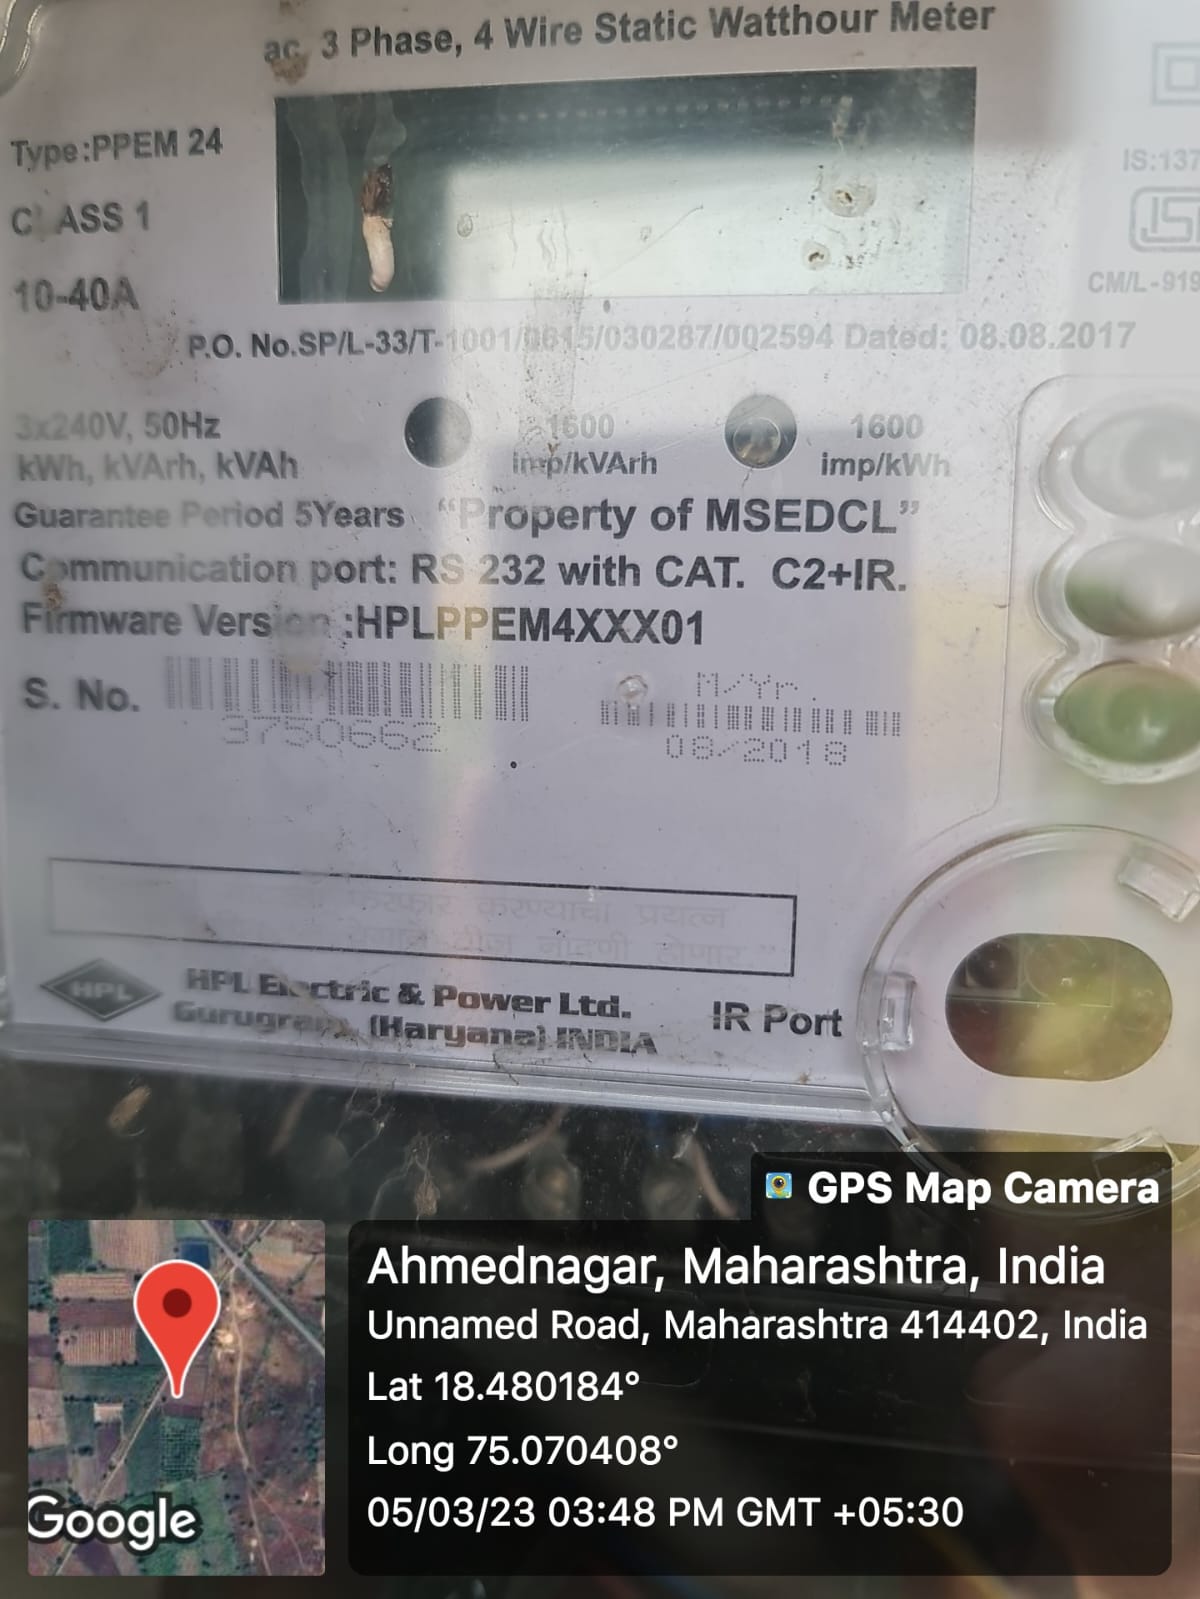 ac 3 Phase, 4 Wire Static Watthour Meter
Type:PPEM 24
CLASS 1
10-40A
IS:137
CM/L-919
P.O. No.SP/L-33/T-1001/0615/030287/002594 Dated: 08.08.2017
3x240V, 50Hz
kWh, kVArh, kVAh
1600
imp/kVArh
1600
imp/kWh
Guarantee Period 5Years "Property of MSEDCL"
Communication port: RS 232 with CAT. C2+IR.
Firmware Version :HPLPPEM4XXX01
S. No.
3750662
M/Yr.
08/2018
फेरफार करण्याचा प्रयत्न
वीज नोंदणी होणार."
HPL
HPL Electric & Power Ltd.
Gurugram, (Haryana) INDIA
IR Port
GPS Map Camera
Ahmednagar, Maharashtra, India
Unnamed Road, Maharashtra 414402, India
Lat 18.480184°
Long 75.070408°
05/03/23 03:48 PM GMT +05:30
Google